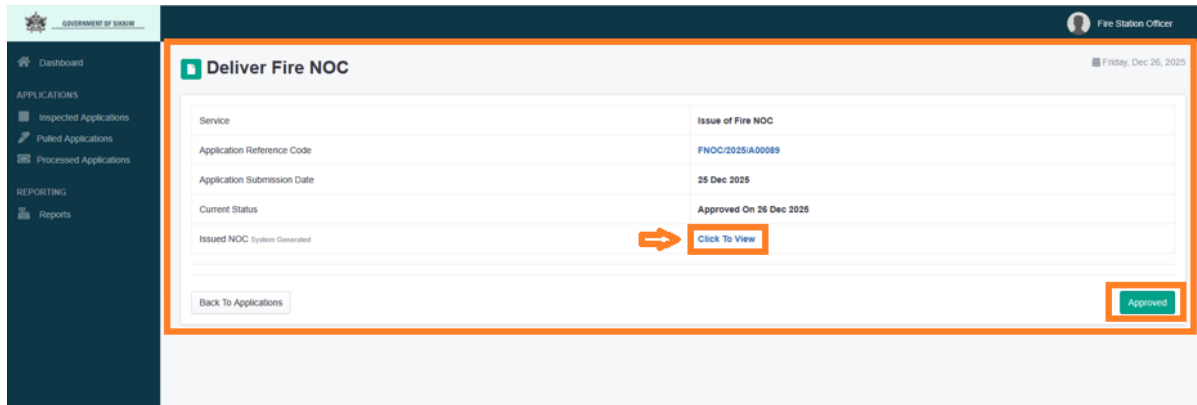 GOVERNMENT OF SIKKIM
Fire Station Officer
Dashboard
APPLICATIONS
Inspected Applications
Pulled Applications
Processed Applications
REPORTING
Reports
Deliver Fire NOC
Friday, Dec 26, 2025
Service Issue of Fire NOC
Application Reference Code FNOC/2025/A00089
Application Submission Date 25 Dec 2025
Current Status Approved On 26 Dec 2025
Issued NOC System Generated Click To View
Back To Applications Approved